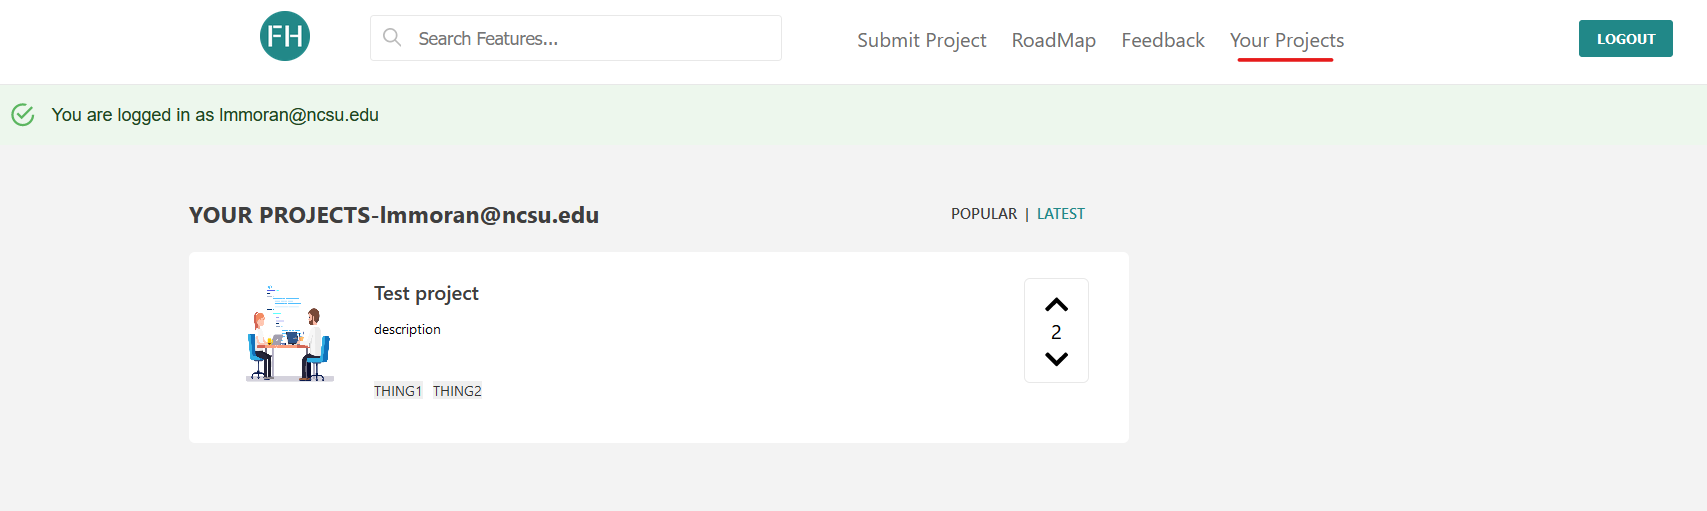 FH
Search Features...
Submit Project RoadMap Feedback Your Projects
LOGOUT
You are logged in as lmmoran@ncsu.edu
YOUR PROJECTS-lmmoran@ncsu.edu
POPULAR | LATEST
Test project
description
2
THING1 THING2